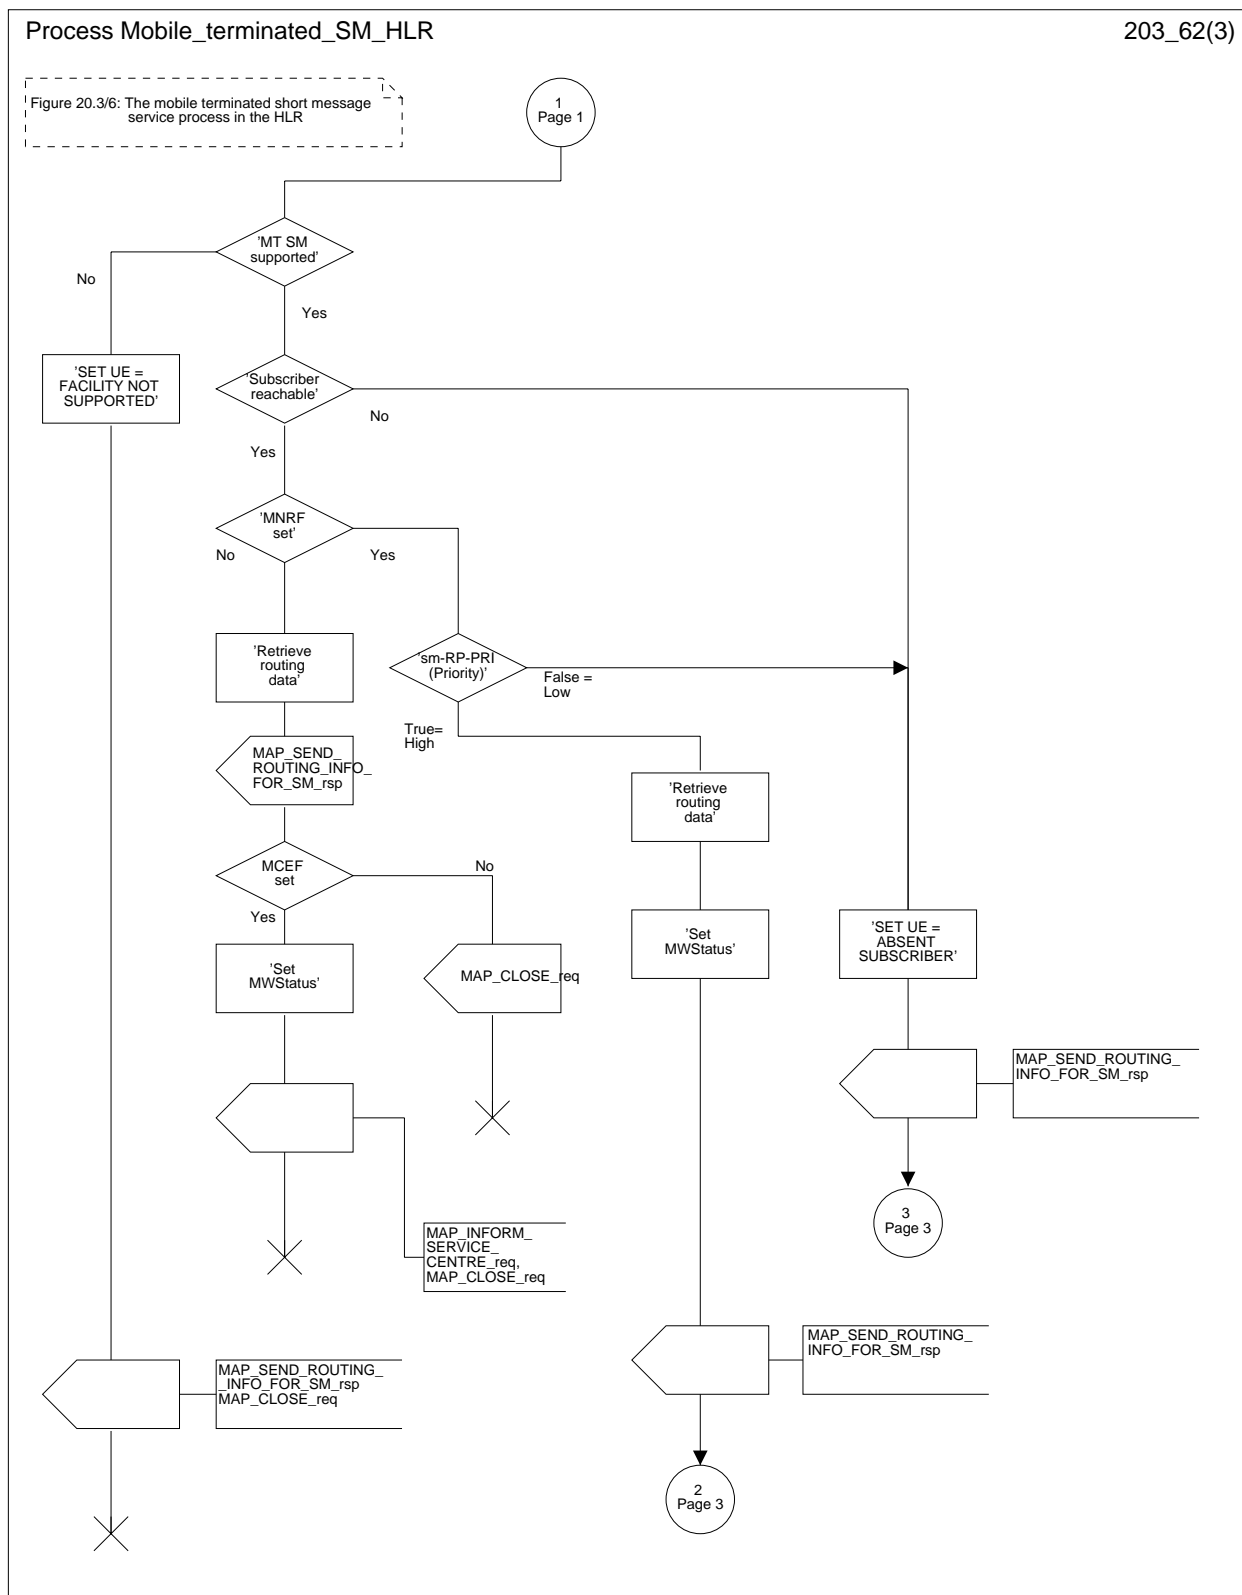 Process Mobile_terminated_SM_HLR
203_62(3)
Figure 20.3/6: The mobile terminated short message
service process in the HLR
1
Page 1
'MT SM
supported'
No
Yes
'SET UE =
FACILITY NOT
SUPPORTED'
'Subscriber
reachable'
No
Yes
'MNRF
set'
No
Yes
'Retrieve
routing
data'
'sm-RP-PRI
(Priority)'
False =
Low
True=
High
MAP_SEND_
ROUTING_INFO_
FOR_SM_rsp
'Retrieve
routing
data'
MCEF
set
No
Yes
'Set
MWStatus'
MAP_CLOSE_req
'Set
MWStatus'
'SET UE =
ABSENT
SUBSCRIBER'
MAP_SEND_ROUTING_
INFO_FOR_SM_rsp
3
Page 3
MAP_INFORM_
SERVICE_
CENTRE_req,
MAP_CLOSE_req
MAP_SEND_ROUTING_
INFO_FOR_SM_rsp
MAP_SEND_ROUTING_
_INFO_FOR_SM_rsp
MAP_CLOSE_req
2
Page 3